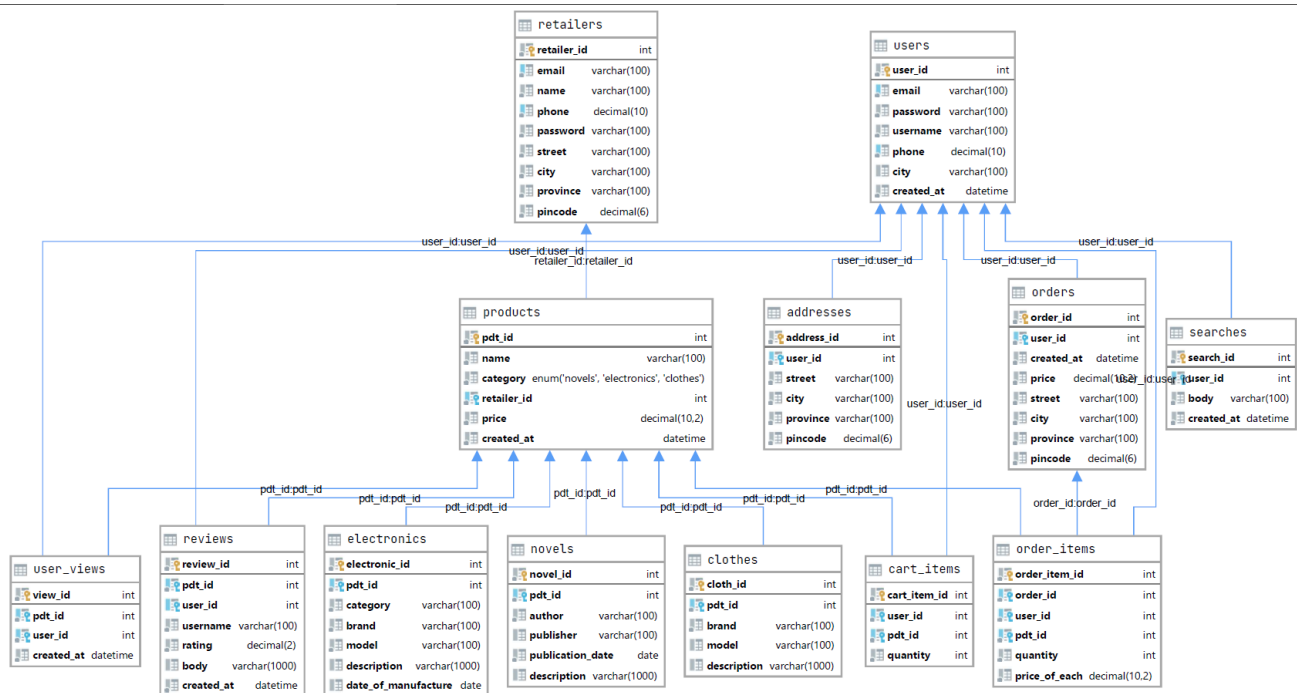 retailers
retailer_id int
email varchar(100)
name varchar(100)
phone decimal(10)
password varchar(100)
street varchar(100)
city varchar(100)
province varchar(100)
pincode decimal(6)
users
user_id int
email varchar(100)
password varchar(100)
username varchar(100)
phone decimal(10)
city varchar(100)
created_at datetime
user_id:user_id
user_id:user_id
retailer_id:retailer_id
user_id:user_id
user_id:user_id
user_id:user_id
products
pdt_id int
name varchar(100)
category enum('novels', 'electronics', 'clothes')
retailer_id int
price decimal(10,2)
created_at datetime
addresses
address_id int
user_id int
street varchar(100)
city varchar(100)
province varchar(100)
pincode decimal(6)
user_id:user_id
orders
order_id int
user_id int
created_at datetime
price decimal(10,2)
street varchar(100)
city varchar(100)
province varchar(100)
pincode decimal(6)
user_id:user_id
searches
search_id int
user_id int
body varchar(100)
created_at datetime
pdt_id:pdt_id
pdt_id:pdt_id
pdt_id:pdt_id
pdt_id:pdt_id
pdt_id:pdt_id
pdt_id:pdt_id
pdt_id:pdt_id
order_id:order_id
user_views
view_id int
pdt_id int
user_id int
created_at datetime
reviews
review_id int
pdt_id int
user_id int
username varchar(100)
rating decimal(2)
body varchar(1000)
created_at datetime
electronics
electronic_id int
pdt_id int
category varchar(100)
brand varchar(100)
model varchar(100)
description varchar(1000)
date_of_manufacture date
novels
novel_id int
pdt_id int
author varchar(100)
publisher varchar(100)
publication_date date
description varchar(1000)
clothes
cloth_id int
pdt_id int
brand varchar(100)
model varchar(100)
description varchar(1000)
cart_items
cart_item_id int
user_id int
pdt_id int
quantity int
order_items
order_item_id int
order_id int
user_id int
pdt_id int
quantity int
price_of_each decimal(10,2)